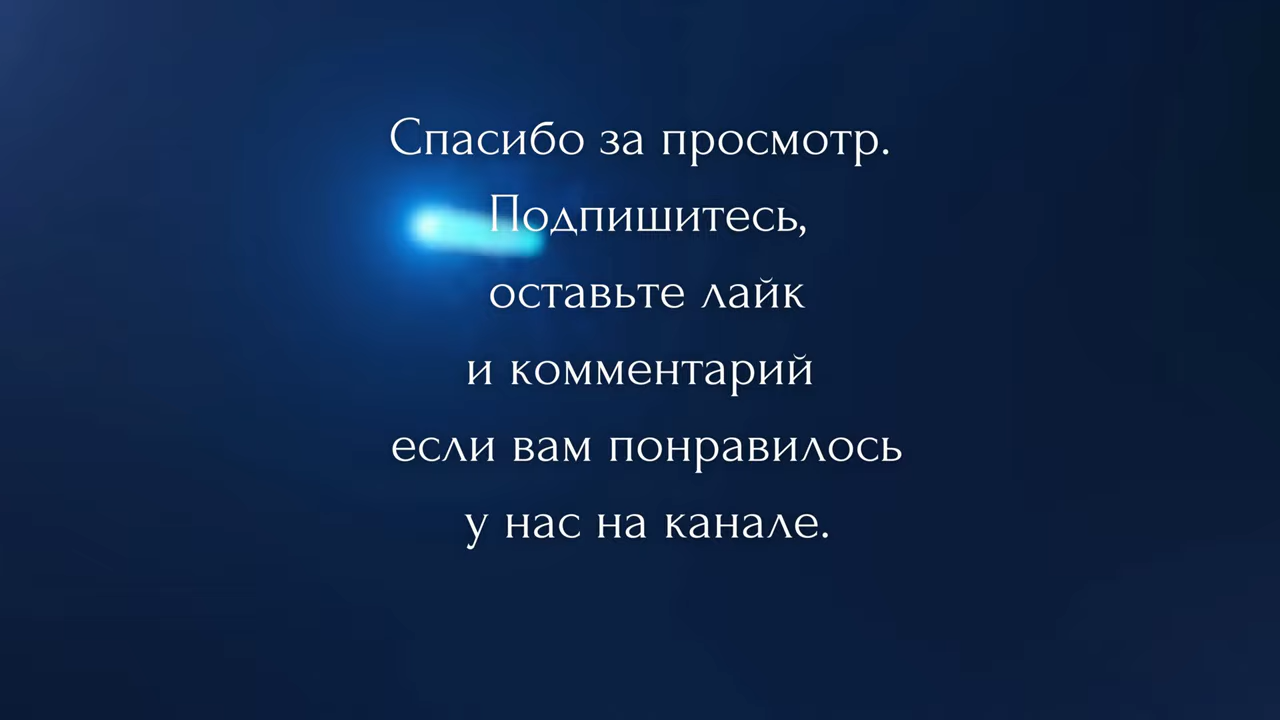 Спасибо за просмотр.
Подпишитесь,
оставьте лайк
и комментарий
если вам понравилось
у нас на канале.